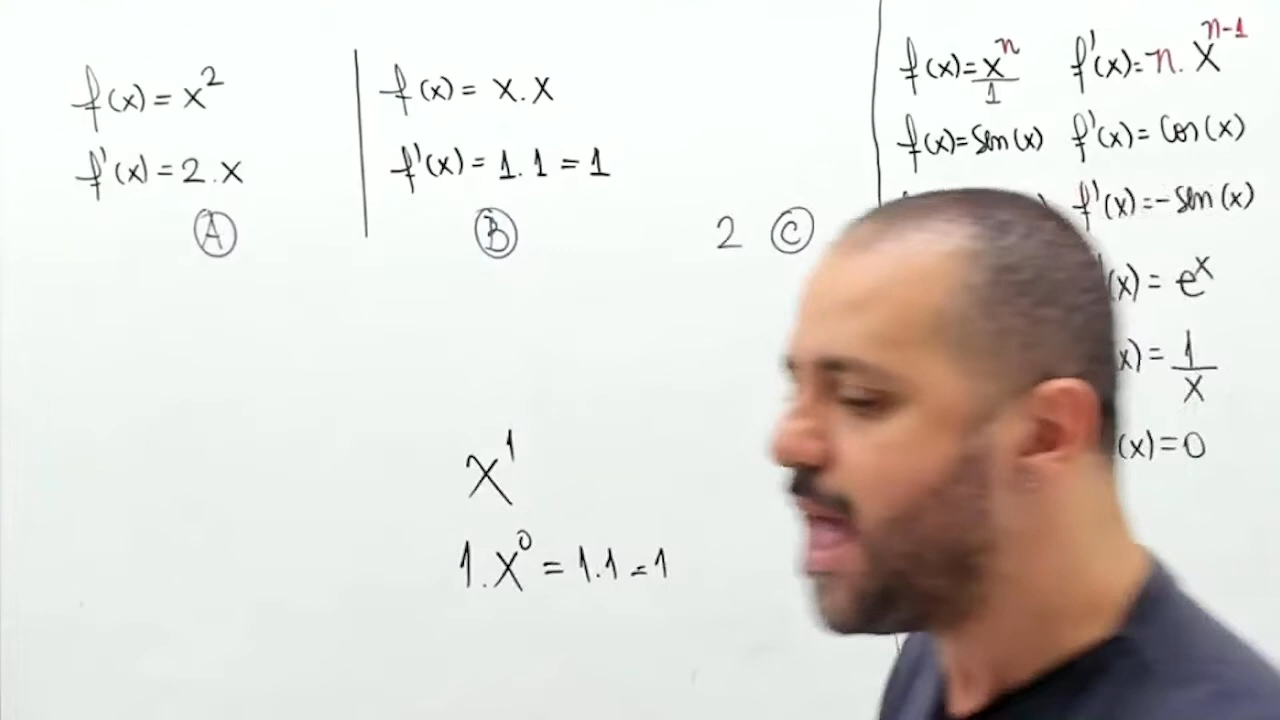 f(x) = x²
f'(x) = 2.x
A
f(x) = x.x
f'(x) = 1.1 = 1
B
2 C
x¹
1.x⁰ = 1.1 = 1
f(x) = xⁿ/1 f'(x) = n.xⁿ⁻¹
f(x) = Sen(x) f'(x) = Cos(x)
f'(x) = -Sen(x)
(x) = eˣ
x) = 1/x
(x) = 0